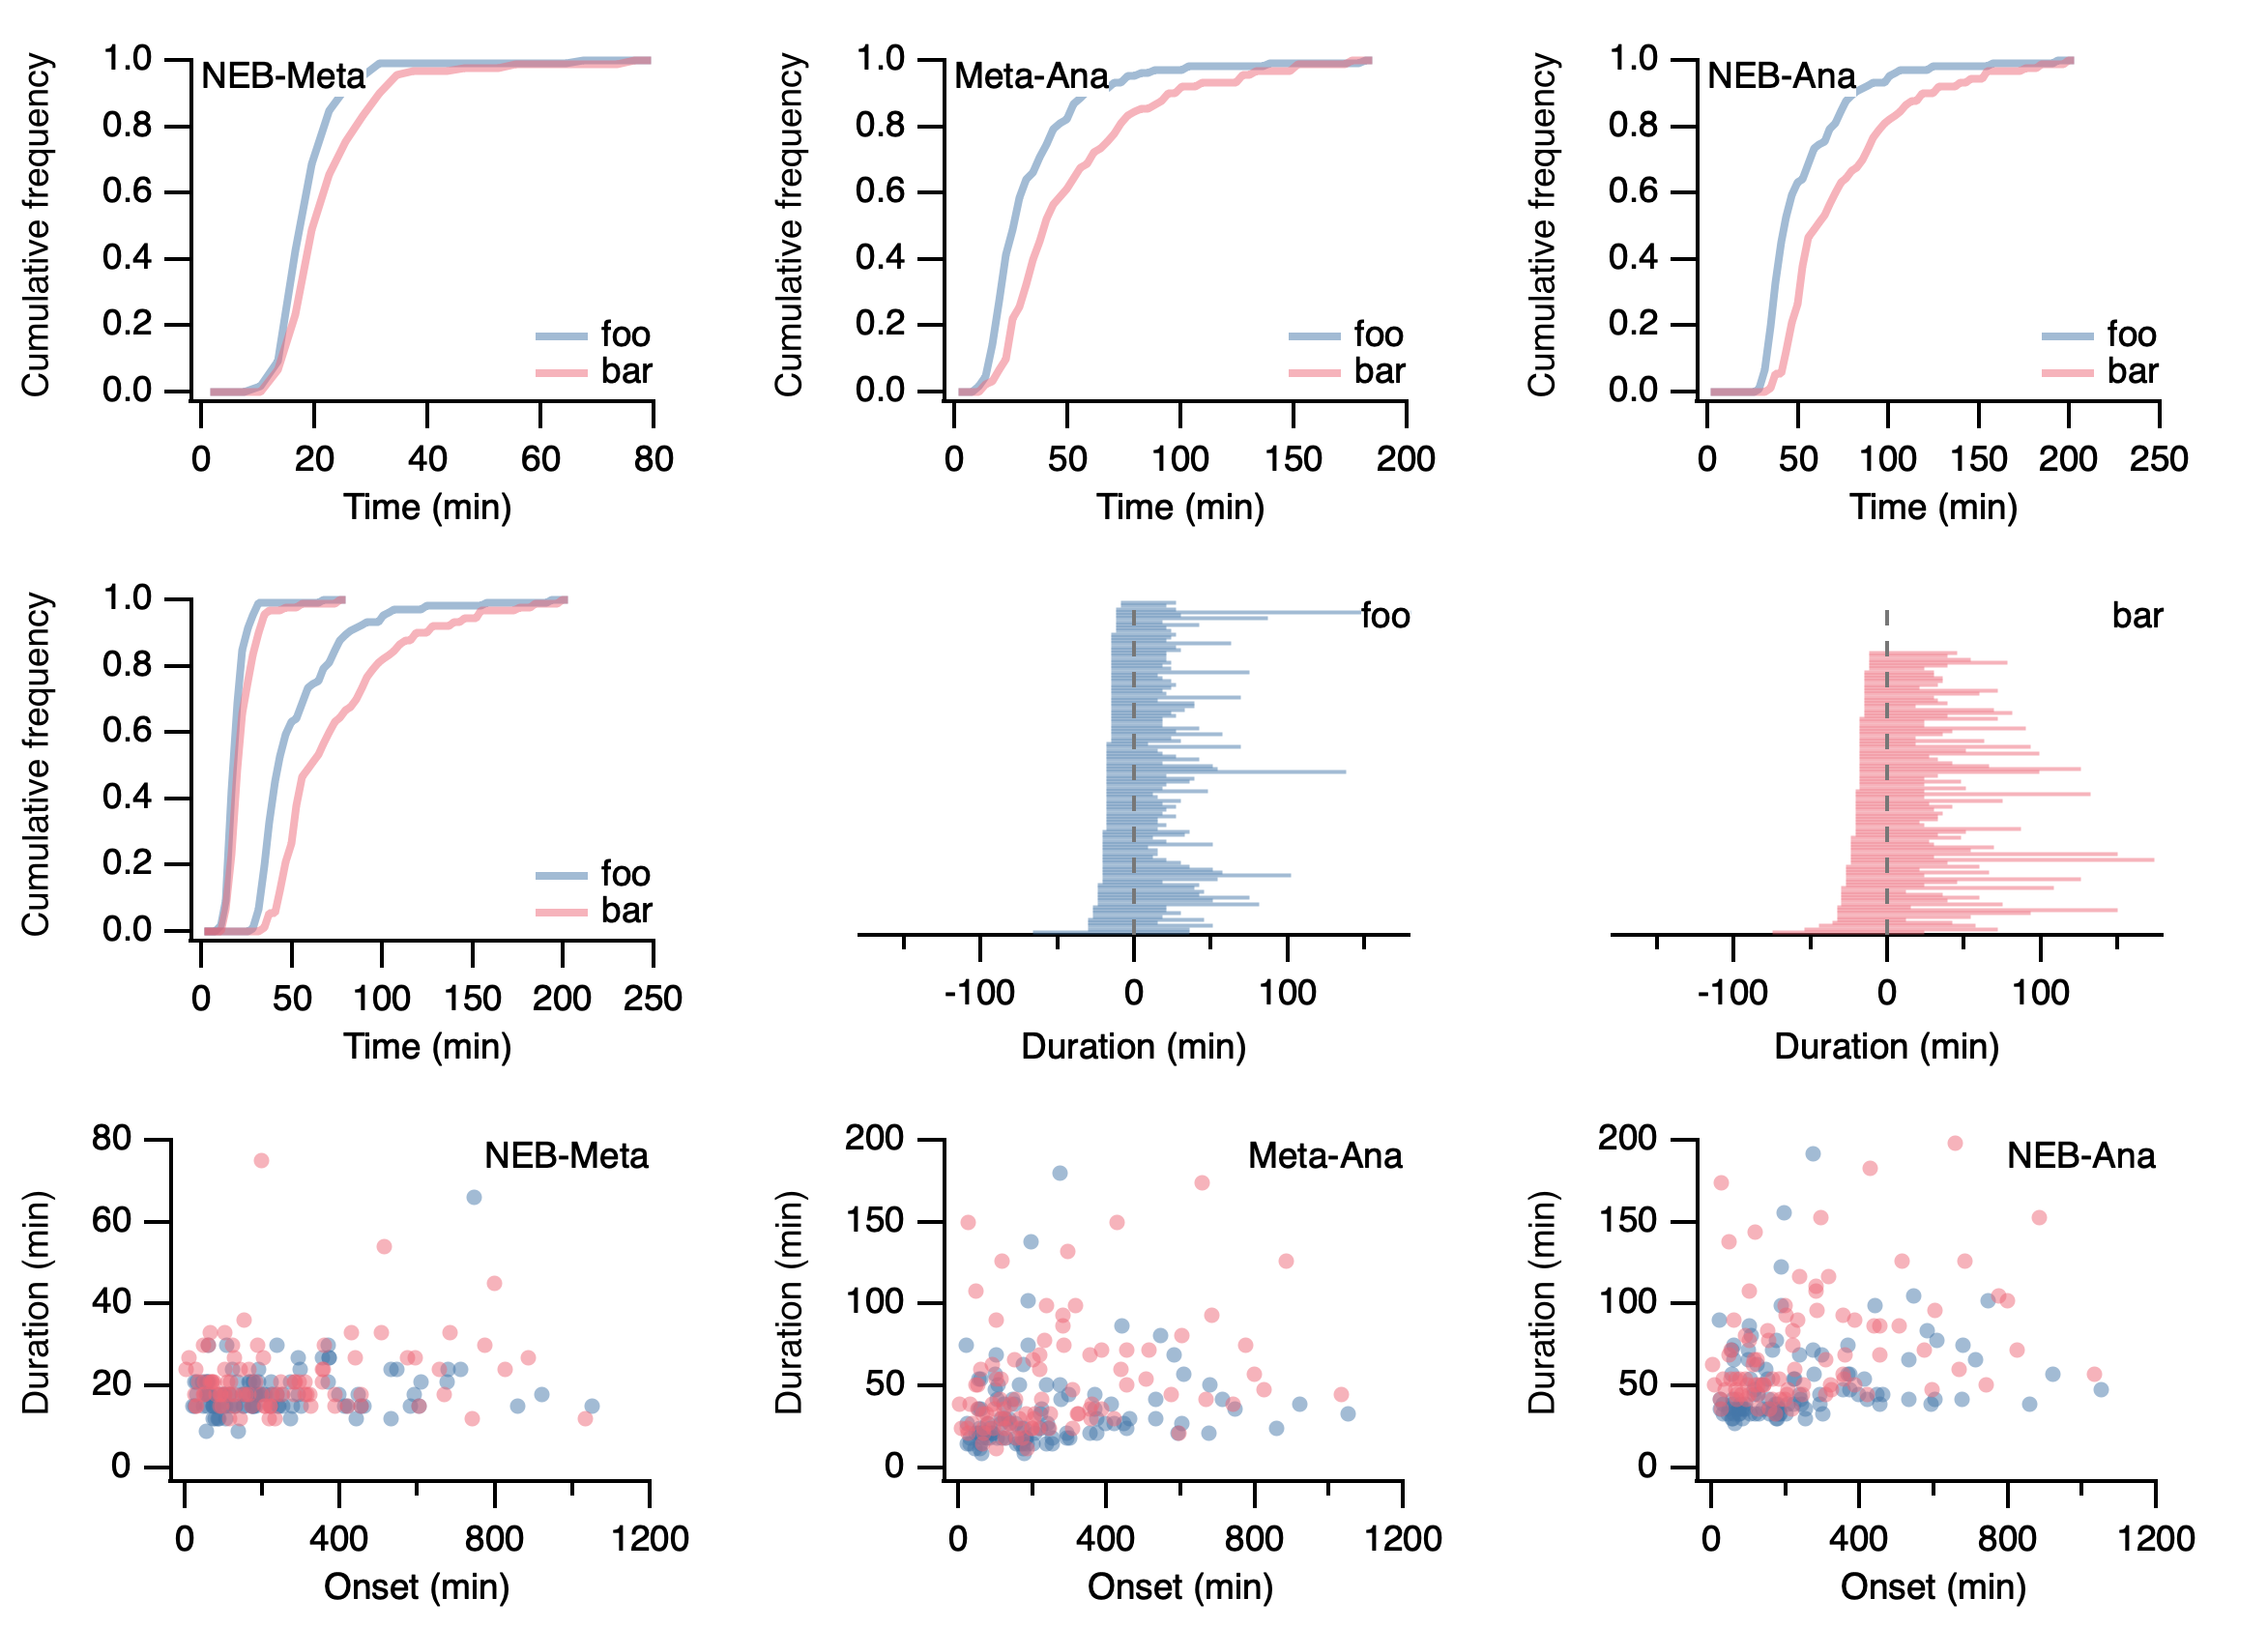 Cumulative frequency
1.0
0.8
0.6
0.4
0.2
0.0
NEB-Meta
foo
bar
0 20 40 60 80
Time (min)
Cumulative frequency
1.0
0.8
0.6
0.4
0.2
0.0
Meta-Ana
foo
bar
0 50 100 150 200
Time (min)
Cumulative frequency
1.0
0.8
0.6
0.4
0.2
0.0
NEB-Ana
foo
bar
0 50 100 150 200 250
Time (min)
Cumulative frequency
1.0
0.8
0.6
0.4
0.2
0.0
foo
bar
0 50 100 150 200 250
Time (min)
foo
-100 0 100
Duration (min)
bar
-100 0 100
Duration (min)
Duration (min)
80
60
40
20
0
NEB-Meta
0 400 800 1200
Onset (min)
Duration (min)
200
150
100
50
0
Meta-Ana
0 400 800 1200
Onset (min)
Duration (min)
200
150
100
50
0
NEB-Ana
0 400 800 1200
Onset (min)